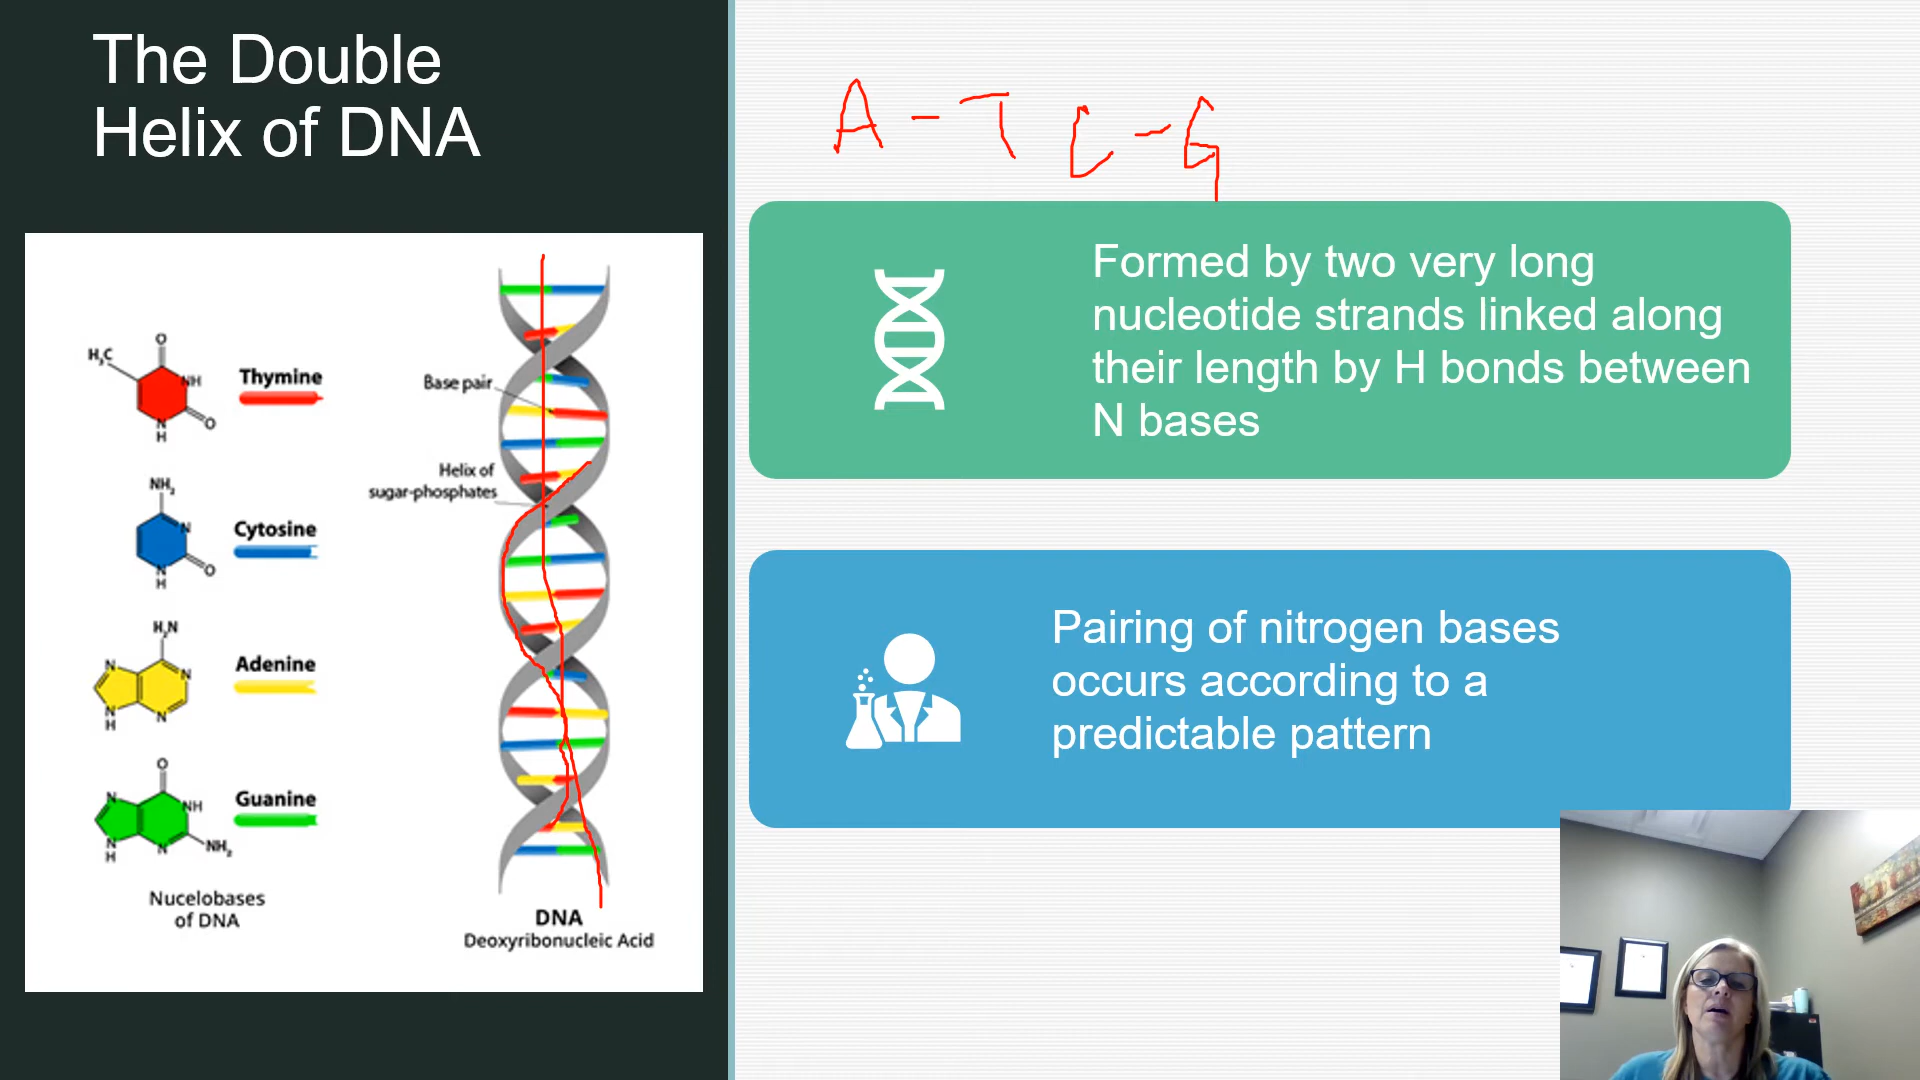 The Double
Helix of DNA
A - T C - G
Formed by two very long
nucleotide strands linked along
their length by H bonds between
N bases
Pairing of nitrogen bases
occurs according to a
predictable pattern
O
H₃C
NH
Thymine
O
N
H
NH₂
N
Cytosine
O
N
H
H₂N
N
N
Adenine
N
H
N
O
N
NH
Guanine
N
H
N
NH₂
Nucelobases
of DNA
Base pair
Helix of
sugar-phosphates
DNA
Deoxyribonucleic Acid